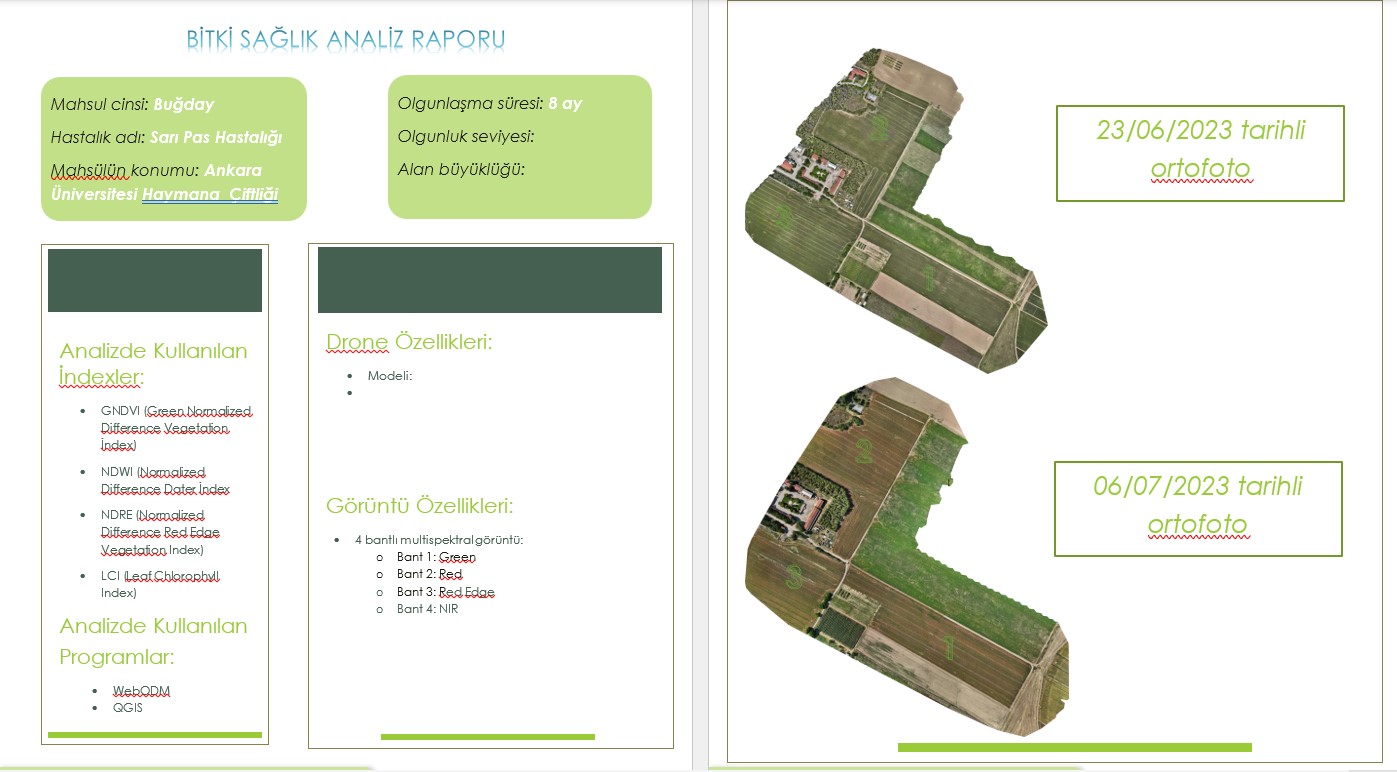 BİTKİ SAĞLIK ANALİZ RAPORU
Mahsul cinsi: Buğday
Hastalık adı: Sarı Pas Hastalığı
Mahsülün konumu: Ankara
Üniversitesi Haymana Çiftliği
Olgunlaşma süresi: 8 ay
Olgunluk seviyesi:
Alan büyüklüğü:
Analizde Kullanılan
İndexler:
GNDVI (Green Normalized
Difference Vegetation
İndex)
NDWI (Normalized
Difference Dater İndex
NDRE (Normalized
Difference Red Edge
Vegetation Index)
LCI (Leaf Chlorophyll
Index)
Analizde Kullanılan
Programlar:
WebODM
QGIS
Drone Özellikleri:
Modeli:
Görüntü Özellikleri:
4 bantlı multispektral görüntü:
Bant 1: Green
Bant 2: Red
Bant 3: Red Edge
Bant 4: NIR
2
3
1
23/06/2023 tarihli
ortofoto
2
3
1
06/07/2023 tarihli
ortofoto